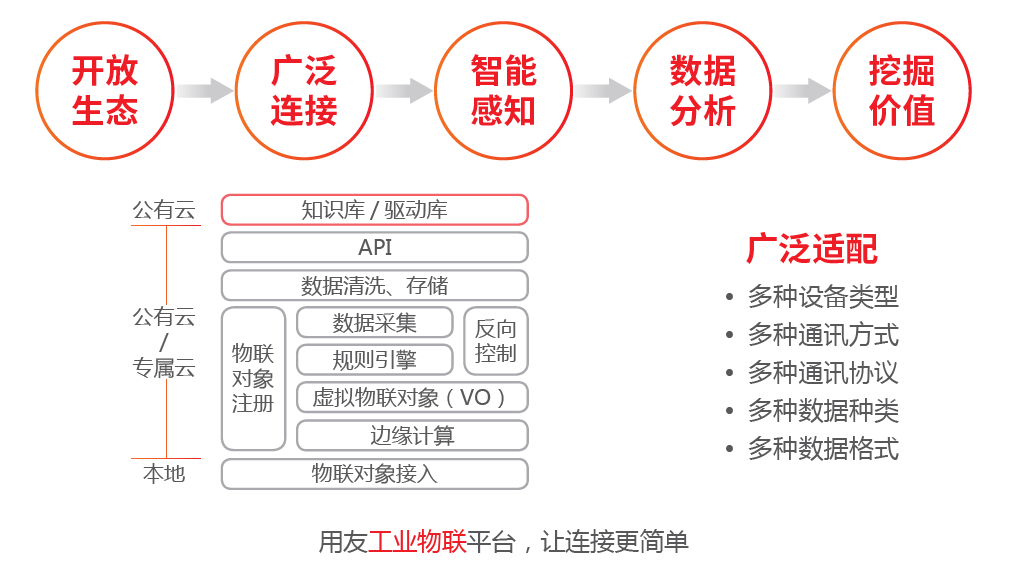 开放
生态
广泛
连接
智能
感知
数据
分析
挖掘
价值
公有云
知识库 / 驱动库
API
数据清洗、存储
公有云
/
专属云
物联
对象
注册
数据采集
规则引擎
反向
控制
虚拟物联对象（VO）
边缘计算
本地
物联对象接入
广泛适配
• 多种设备类型
• 多种通讯方式
• 多种通讯协议
• 多种数据种类
• 多种数据格式
用友工业物联平台，让连接更简单